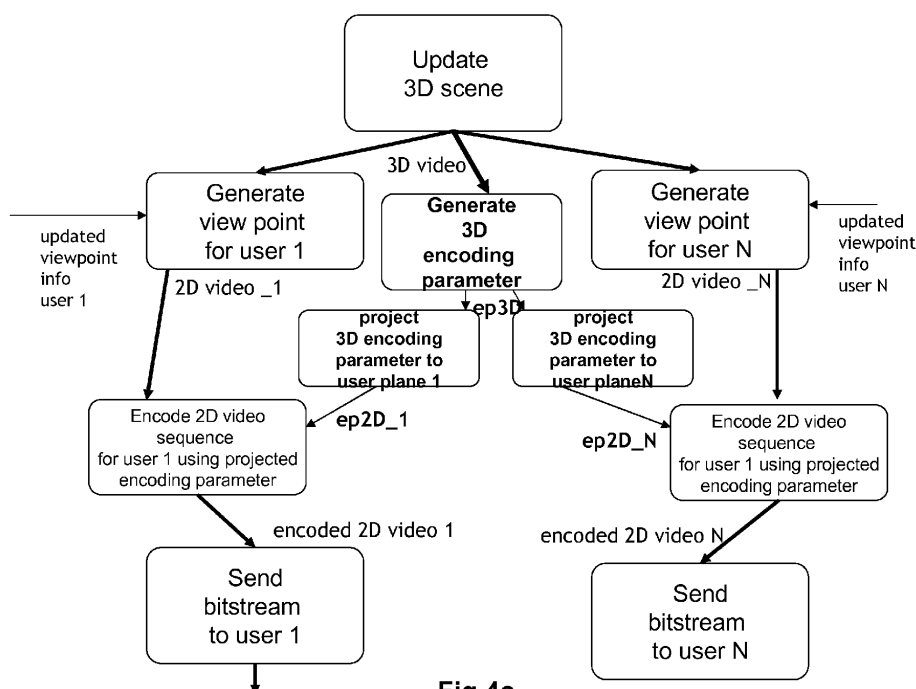 Update
3D scene
3D video
Generate
view point
for user 1
Generate
3D
encoding
parameter
Generate
view point
for user N
updated
viewpoint
info
user 1
updated
viewpoint
info
user N
2D video _1
2D video _N
ep3D
project
3D encoding
parameter to
user plane 1
project
3D encoding
parameter to
user planeN
ep2D_1
ep2D_N
Encode 2D video
sequence
for user 1 using projected
encoding parameter
Encode 2D video
sequence
for user 1 using projected
encoding parameter
encoded 2D video 1
encoded 2D video N
Send
bitstream
to user 1
Send
bitstream
to user N